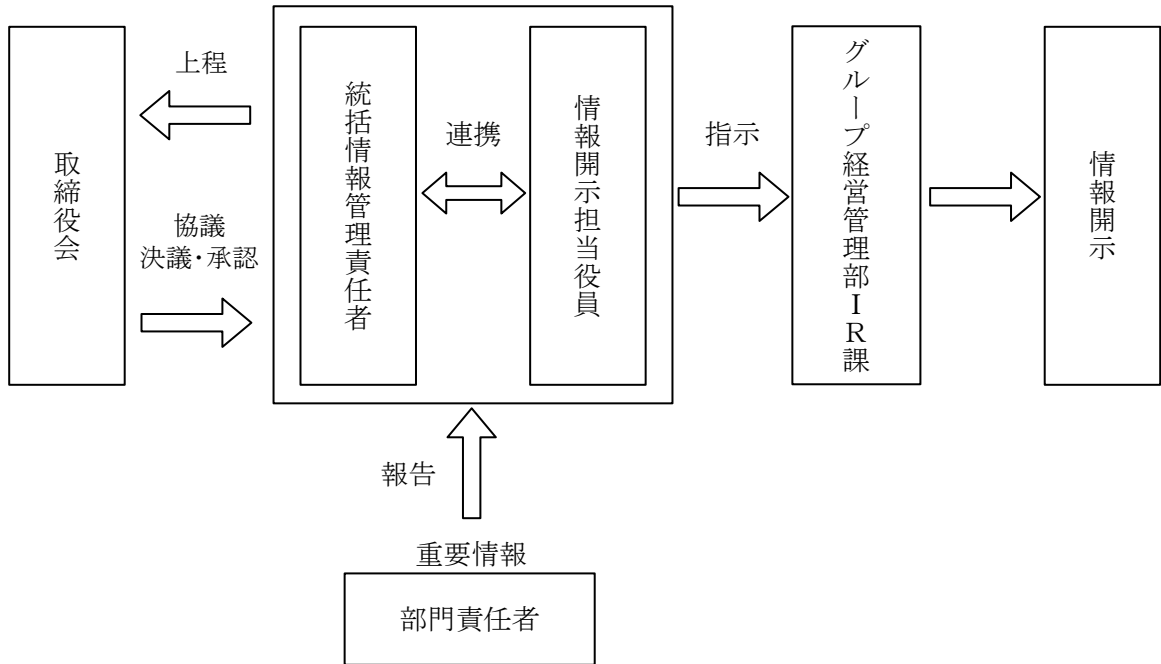 取締役会
上程
協議
決議・承認
統括情報管理責任者
連携
情報開示担当役員
指示
グループ経営管理部ＩＲ課
情報開示
報告
重要情報
部門責任者